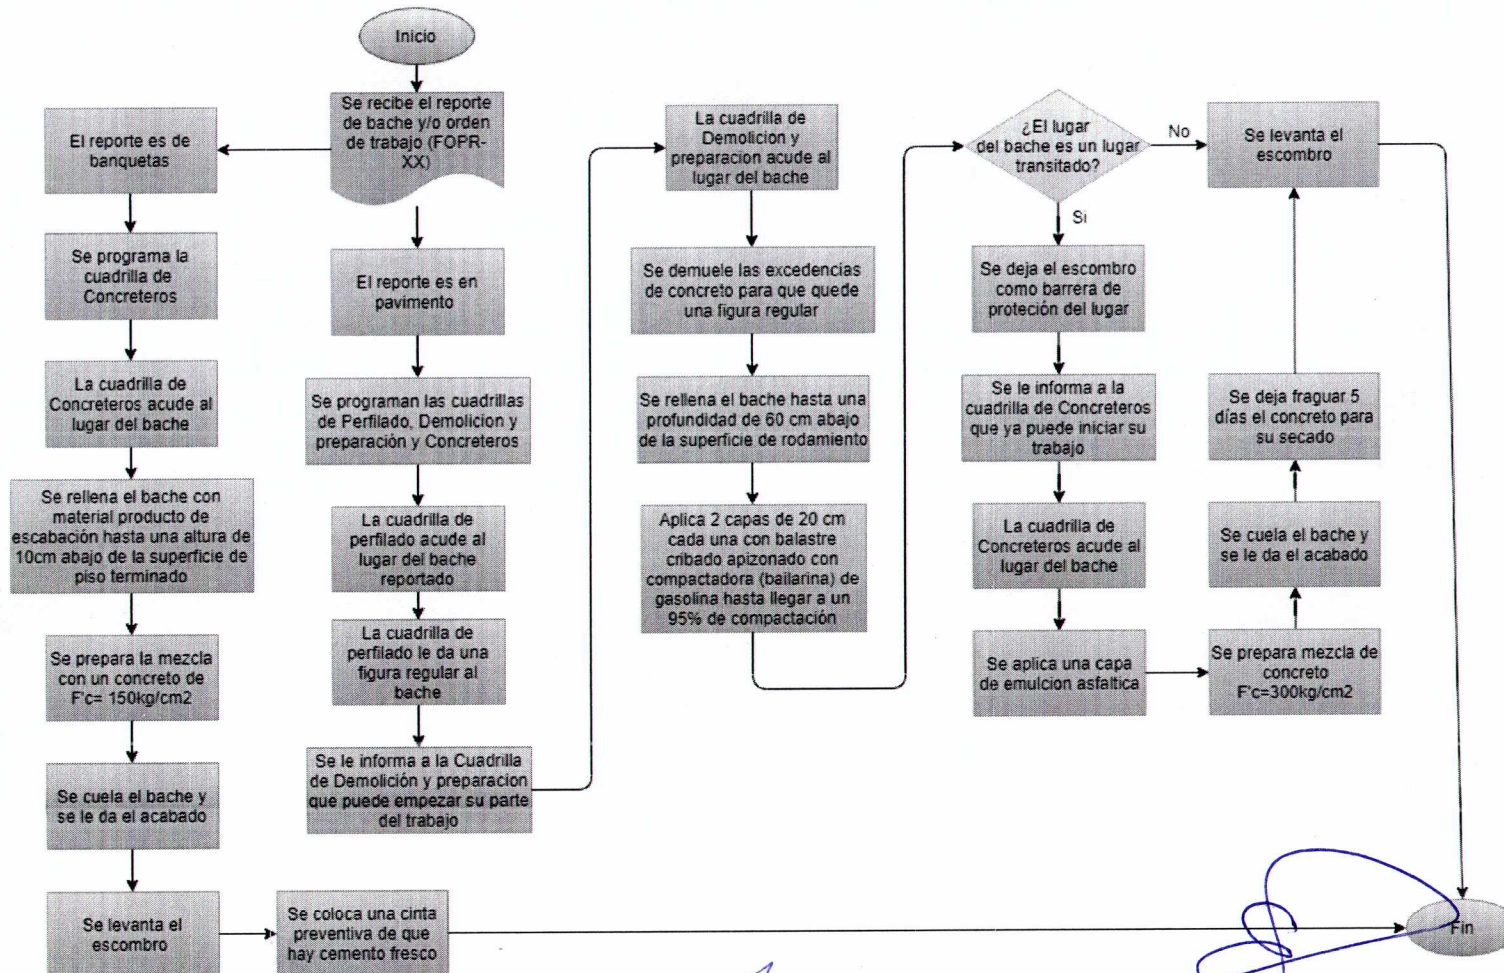 Inicio
Se recibe el reporte
de bache y/o orden
de trabajo (FOPR-
XX)
El reporte es de
banquetas
Se programa la
cuadrilla de
Concreteros
La cuadrilla de
Concreteros acude al
lugar del bache
Se rellena el bache con
material producto de
escabación hasta una altura de
10cm abajo de la superficie de
piso terminado
Se prepara la mezcla
con un concreto de
F'c= 150kg/cm2
Se cuela el bache y
se le da el acabado
Se levanta el
escombro
Se coloca una cinta
preventiva de que
hay cemento fresco
El reporte es en
pavimento
Se programan las cuadrillas
de Perfilado, Demolicion y
preparación y Concreteros
La cuadrilla de
perfilado acude al
lugar del bache
reportado
La cuadrilla de
perfilado le da una
figura regular al
bache
Se le informa a la Cuadrilla
de Demolición y preparacion
que puede empezar su parte
del trabajo
La cuadrilla de
Demolicion y
preparacion acude al
lugar del bache
Se demuele las excedencias
de concreto para que quede
una figura regular
Se rellena el bache hasta una
profundidad de 60 cm abajo
de la superficie de rodamiento
Aplica 2 capas de 20 cm
cada una con balastre
cribado apizonado con
compactadora (bailarina) de
gasolina hasta llegar a un
95% de compactación
¿El lugar
del bache es un lugar
transitado?
No
Si
Se deja el escombro
como barrera de
proteción del lugar
Se le informa a la
cuadrilla de Concreteros
que ya puede iniciar su
trabajo
La cuadrilla de
Concreteros acude al
lugar del bache
Se aplica una capa
de emulcion asfaltica
Se prepara mezcla de
concreto
F'c=300kg/cm2
Se cuela el bache y
se le da el acabado
Se deja fraguar 5
días el concreto para
su secado
Se levanta el
escombro
Fin